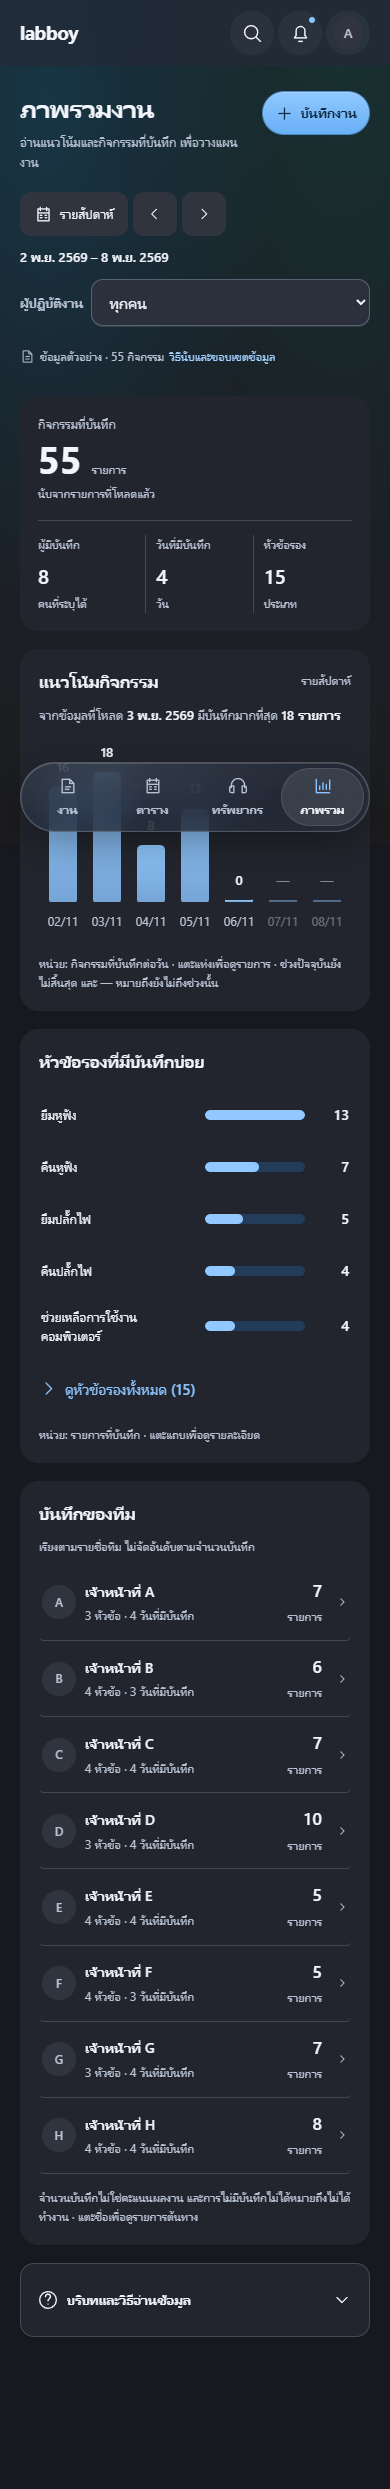 labboy
A
ภาพรวมงาน
+ บันทึกงาน
อ่านแนวโน้มและกิจกรรมที่บันทึก เพื่อวางแผน
งาน
รายสัปดาห์
2 พ.ย. 2569 – 8 พ.ย. 2569
ผู้ปฏิบัติงาน
ทุกคน
ข้อมูลตัวอย่าง · 55 กิจกรรม วิธีนับและขอบเขตข้อมูล
กิจกรรมที่บันทึก
55 รายการ
นับจากรายการที่โหลดแล้ว
ผู้มีบันทึก
8
คนที่ระบุได้
วันที่มีบันทึก
4
วัน
หัวข้อรอง
15
ประเภท
แนวโน้มกิจกรรม
รายสัปดาห์
จากข้อมูลที่โหลด 3 พ.ย. 2569 มีบันทึกมากที่สุด 18 รายการ
16
18
8
13
0
—
—
งาน
ตาราง
ทรัพยากร
ภาพรวม
02/11 03/11 04/11 05/11 06/11 07/11 08/11
หน่วย: กิจกรรมที่บันทึกต่อวัน · แตะแท่งเพื่อดูรายการ · ช่วงปัจจุบันยัง
ไม่สิ้นสุด และ — หมายถึงยังไม่ถึงช่วงนั้น
หัวข้อรองที่มีบันทึกบ่อย
ยืมหูฟัง 13
คืนหูฟัง 7
ยืมปลั๊กไฟ 5
คืนปลั๊กไฟ 4
ช่วยเหลือการใช้งาน
คอมพิวเตอร์ 4
ดูหัวข้อรองทั้งหมด (15)
หน่วย: รายการที่บันทึก · แตะแถบเพื่อดูรายละเอียด
บันทึกของทีม
เรียงตามรายชื่อทีม ไม่จัดอันดับตามจำนวนบันทึก
A เจ้าหน้าที่ A 7
3 หัวข้อ · 4 วันที่มีบันทึก รายการ
B เจ้าหน้าที่ B 6
4 หัวข้อ · 3 วันที่มีบันทึก รายการ
C เจ้าหน้าที่ C 7
4 หัวข้อ · 4 วันที่มีบันทึก รายการ
D เจ้าหน้าที่ D 10
3 หัวข้อ · 4 วันที่มีบันทึก รายการ
E เจ้าหน้าที่ E 5
4 หัวข้อ · 4 วันที่มีบันทึก รายการ
F เจ้าหน้าที่ F 5
4 หัวข้อ · 3 วันที่มีบันทึก รายการ
G เจ้าหน้าที่ G 7
3 หัวข้อ · 4 วันที่มีบันทึก รายการ
H เจ้าหน้าที่ H 8
4 หัวข้อ · 4 วันที่มีบันทึก รายการ
จำนวนบันทึกไม่ใช่คะแนนผลงาน และการไม่มีบันทึกไม่ได้หมายถึงไม่ได้
ทำงาน · แตะชื่อเพื่อดูรายการต้นทาง
บริบทและวิธีอ่านข้อมูล